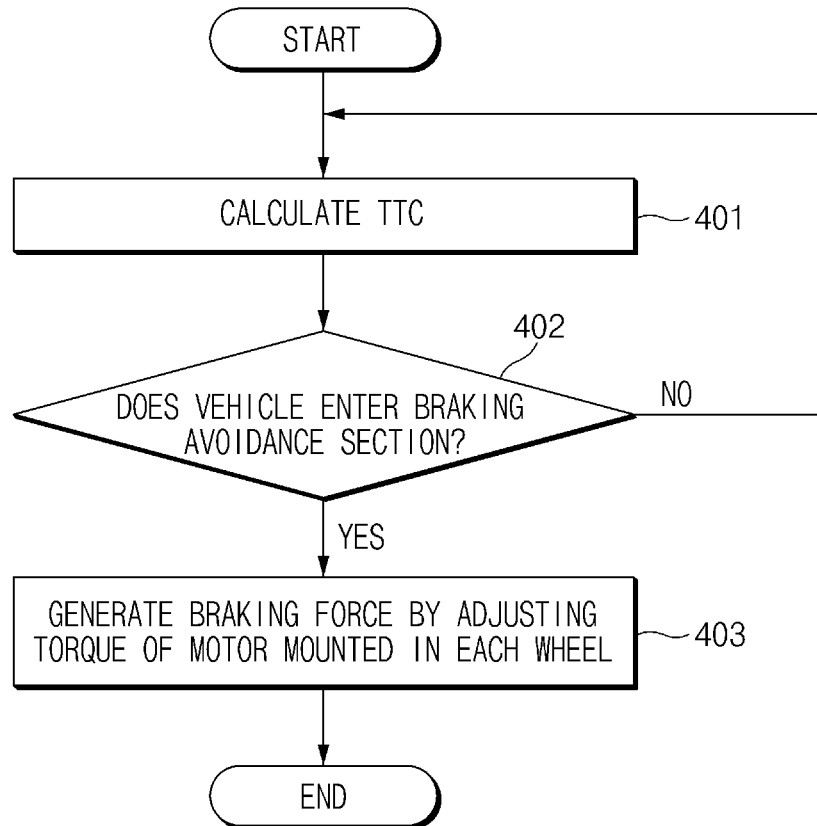 START
CALCULATE TTC
401
402
DOES VEHICLE ENTER BRAKING
AVOIDANCE SECTION?
NO
YES
GENERATE BRAKING FORCE BY ADJUSTING
TORQUE OF MOTOR MOUNTED IN EACH WHEEL
403
END